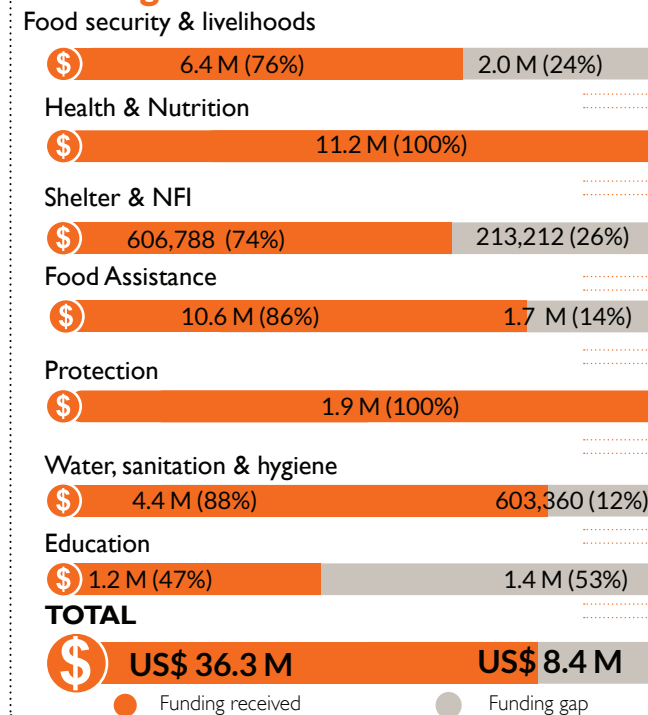 Food security & livelihoods
$ 6.4 M (76%) 2.0 M (24%)
Health & Nutrition
$ 11.2 M (100%)
Shelter & NFI
$ 606,788 (74%) 213,212 (26%)
Food Assistance
$ 10.6 M (86%) 1.7 M (14%)
Protection
$ 1.9 M (100%)
Water, sanitation & hygiene
$ 4.4 M (88%) 603,360 (12%)
Education
$ 1.2 M (47%) 1.4 M (53%)
TOTAL
$ US$ 36.3 M US$ 8.4 M
Funding received Funding gap